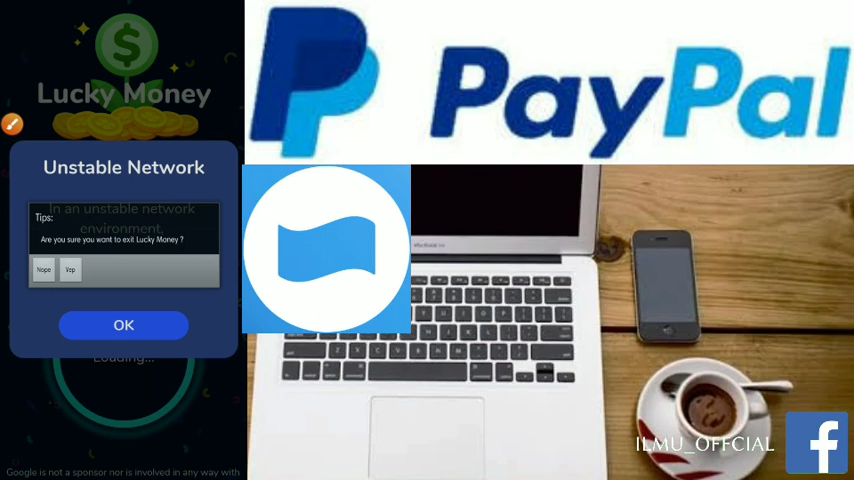 Lucky Money
Unstable Network
In an unstable network
environment,
Tips:
Are you sure you want to exit Lucky Money ?
Nope
Yep
OK
Loading...
Google is not a sponsor nor is involved in any way with
PayPal
ILMU_OFFCIAL